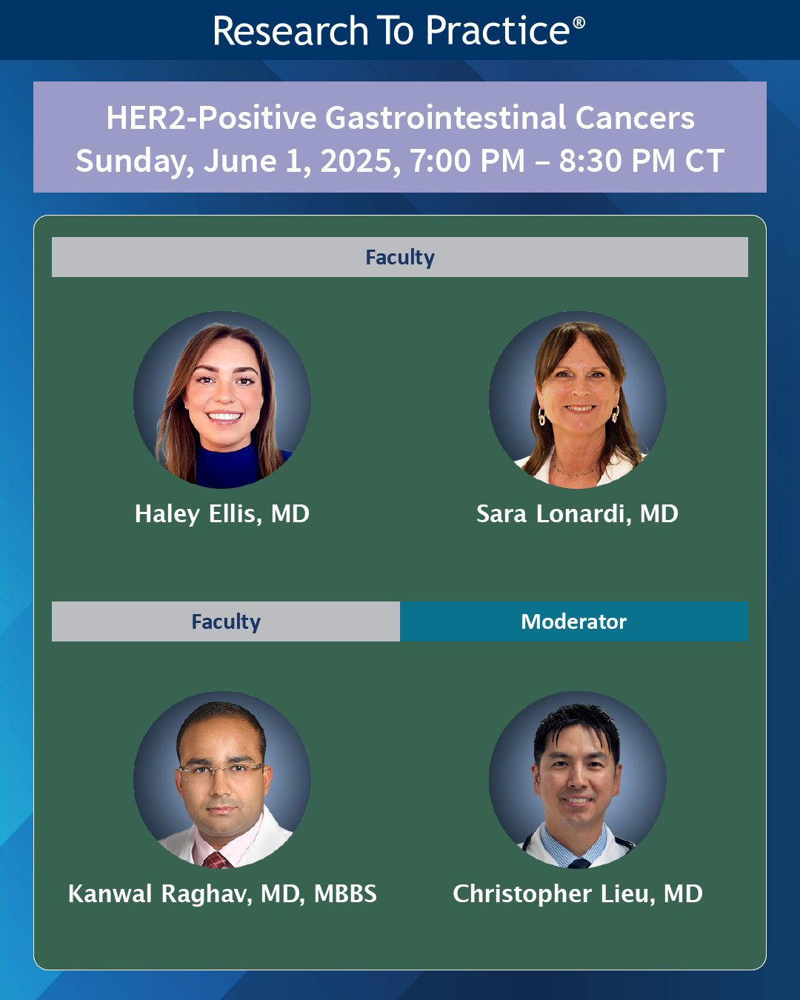 Research To Practice®
HER2-Positive Gastrointestinal Cancers
Sunday, June 1, 2025, 7:00 PM – 8:30 PM CT
Faculty
Haley Ellis, MD
Sara Lonardi, MD
Faculty
Moderator
Kanwal Raghav, MD, MBBS
Christopher Lieu, MD